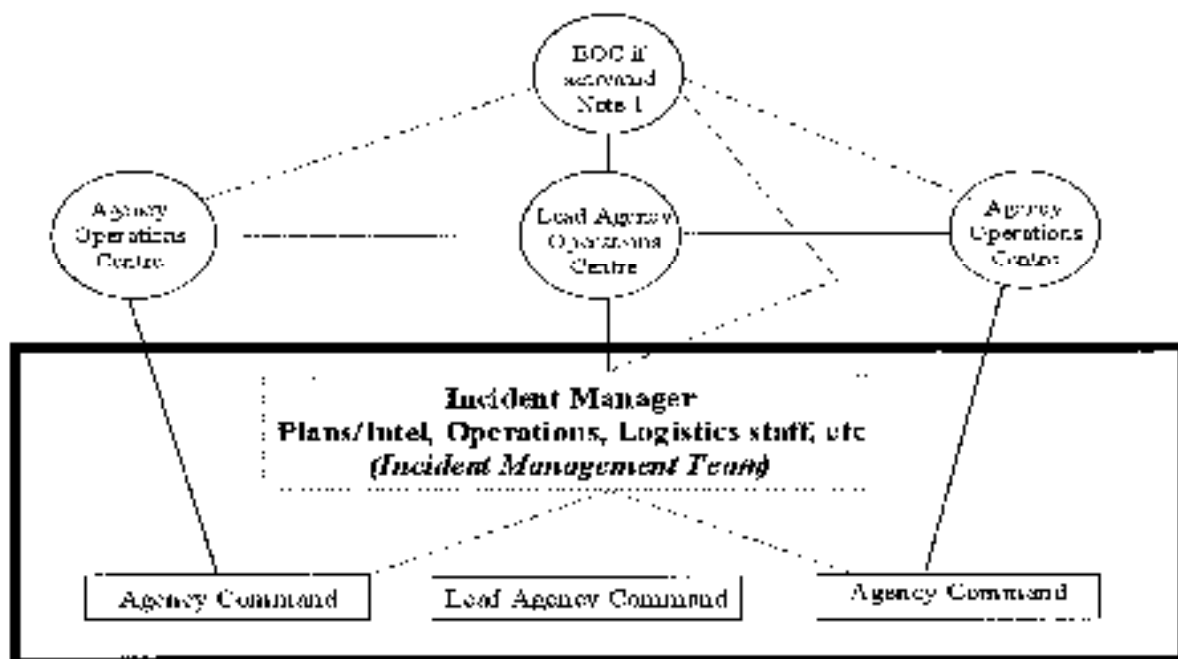 EOC if
activated
Note 1
Agency
Operations
Centre
Lead Agency
Operations
Centre
Agency
Operations
Centre
Incident Manager
Plans/Intel, Operations, Logistics staff, etc
(Incident Management Team)
Agency Command
Lead Agency Command
Agency Command